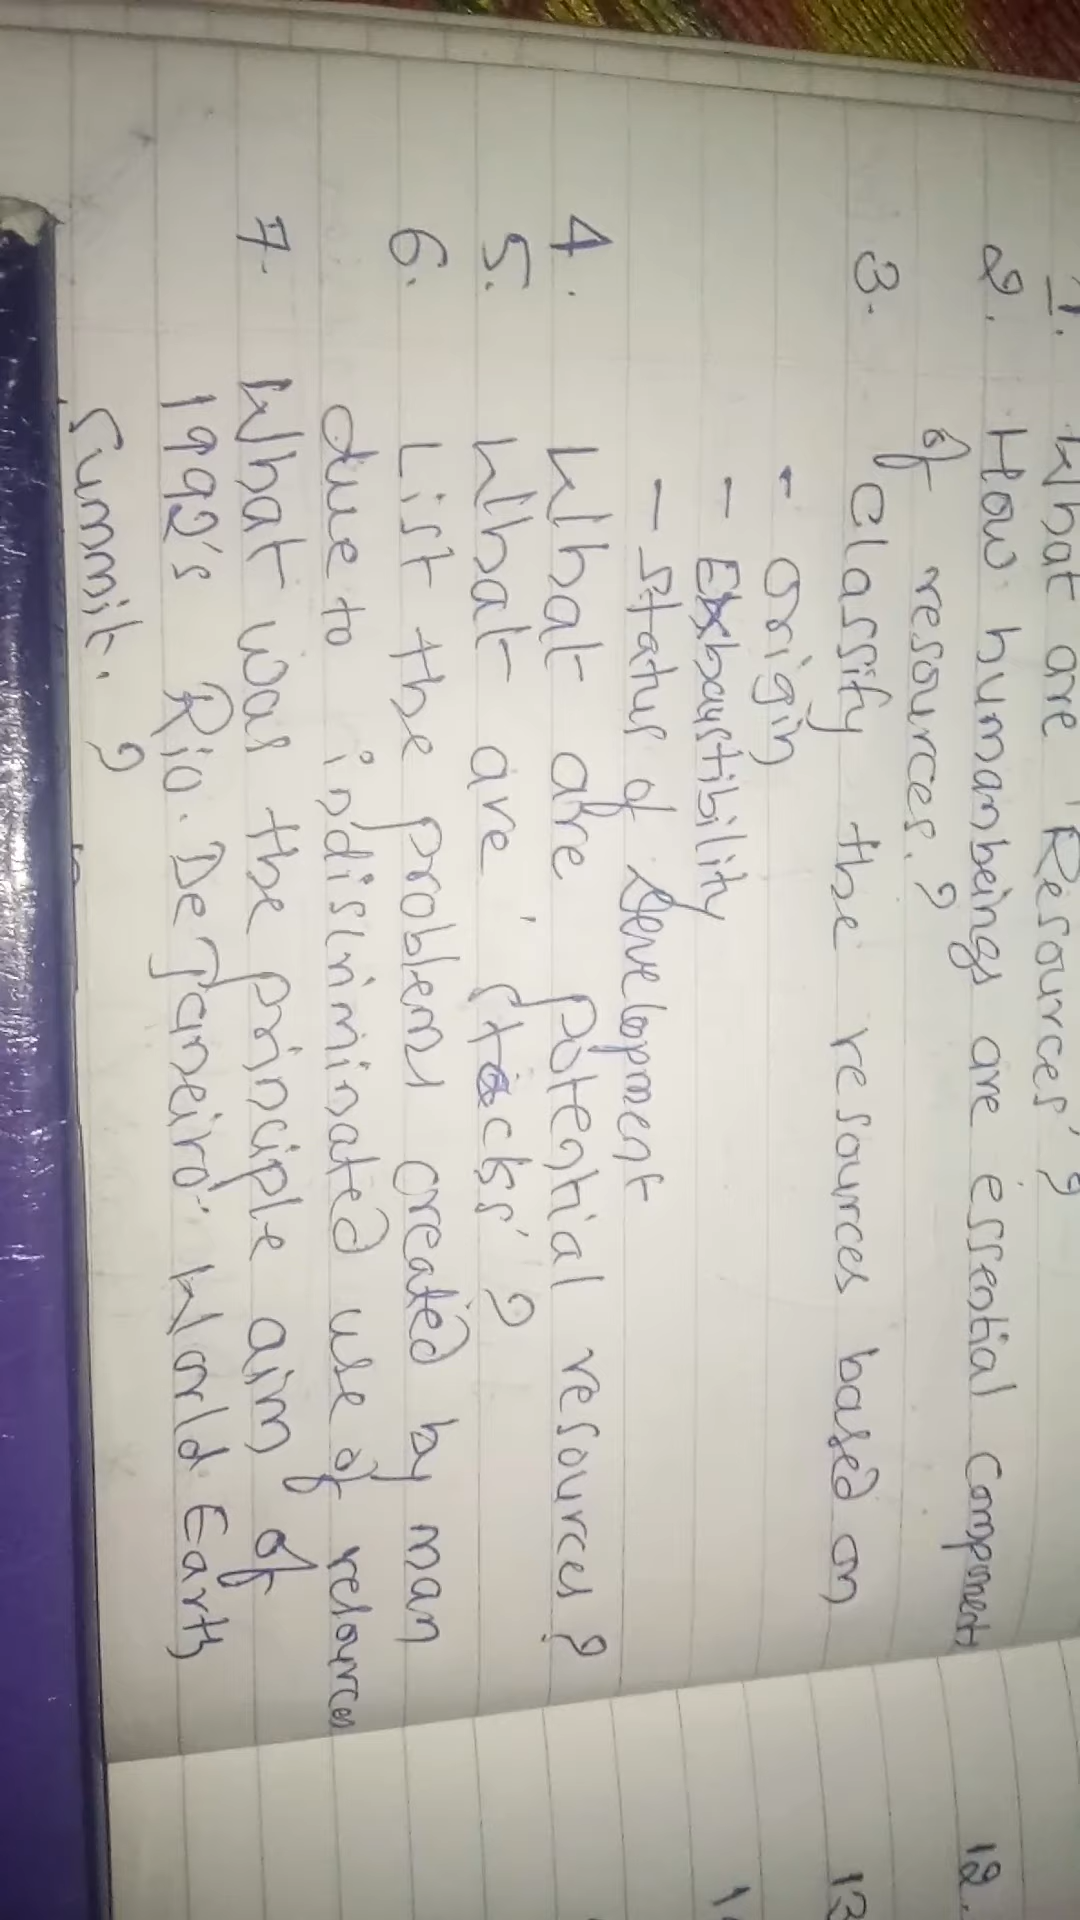 1. What are 'Resources'?
2. How humanbeings are essential components
of resources.?
3. Classify the resources based on
- Origin
- Exhaustibility
- Status of Development
4. What are potential resources?
5. What are 'Stocks'?
6. List the problems created by man
due to indiscriminated use of resources
7. What was the principle aim of
1992's Rio. De Janeiro. World Earth
Summit.?
12.
13